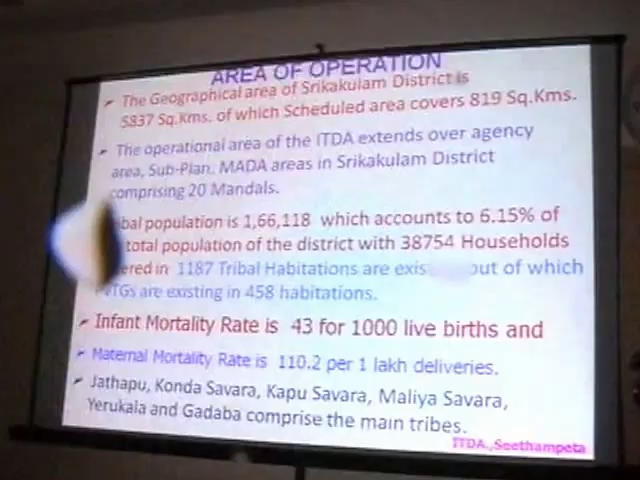 AREA OF OPERATION
The Geographical area of Srikakulam District is
5837 Sq.Kms. of which Scheduled area covers 819 Sq.Kms.
The operational area of the ITDA extends over agency
area, Sub-Plan. MADA areas in Srikakulam District
comprising 20 Mandals.
population is 1,66,118 which accounts to 6.15% of
total population of the district with 38754 Households
in 1187 Tribal Habitations are out of which
are existing in 458 habitations.
Infant Mortality Rate is 43 for 1000 live births and
Maternal Mortality Rate is 110.2 per 1 lakh deliveries.
Jathapu, Konda Savara, Kapu Savara, Maliya Savara,
Yerukala and Gadaba comprise the main tribes.
ITDA.,Seethampeta